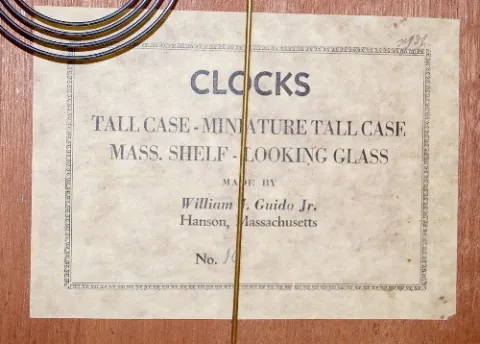 CLOCKS
TALL CASE - MINIATURE TALL CASE
MASS. SHELF - LOOKING GLASS
MADE BY
William J. Guido Jr.
Hanson, Massachusetts
No.